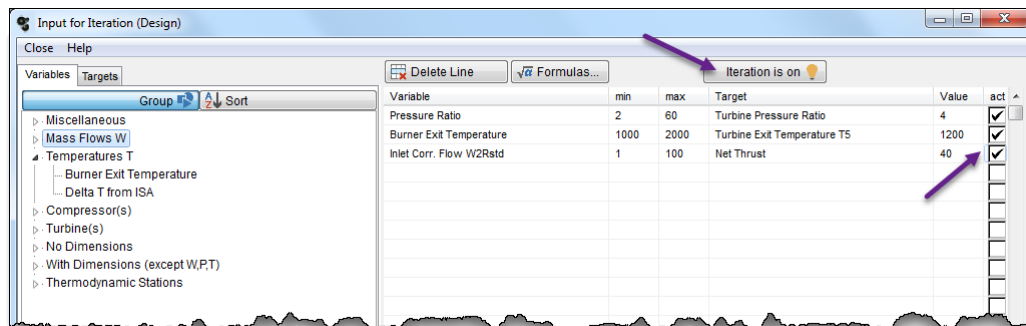 Input for Iteration (Design)
Close Help
Variables Targets
Delete Line √α Formulas... Iteration is on
Group A Z Sort
Variable min max Target Value act
Miscellaneous
Mass Flows W
Temperatures T
Burner Exit Temperature
Delta T from ISA
Compressor(s)
Turbine(s)
No Dimensions
With Dimensions (except W,P,T)
Thermodynamic Stations
Pressure Ratio 2 60 Turbine Pressure Ratio 4
Burner Exit Temperature 1000 2000 Turbine Exit Temperature T5 1200
Inlet Corr. Flow W2Rstd 1 100 Net Thrust 40